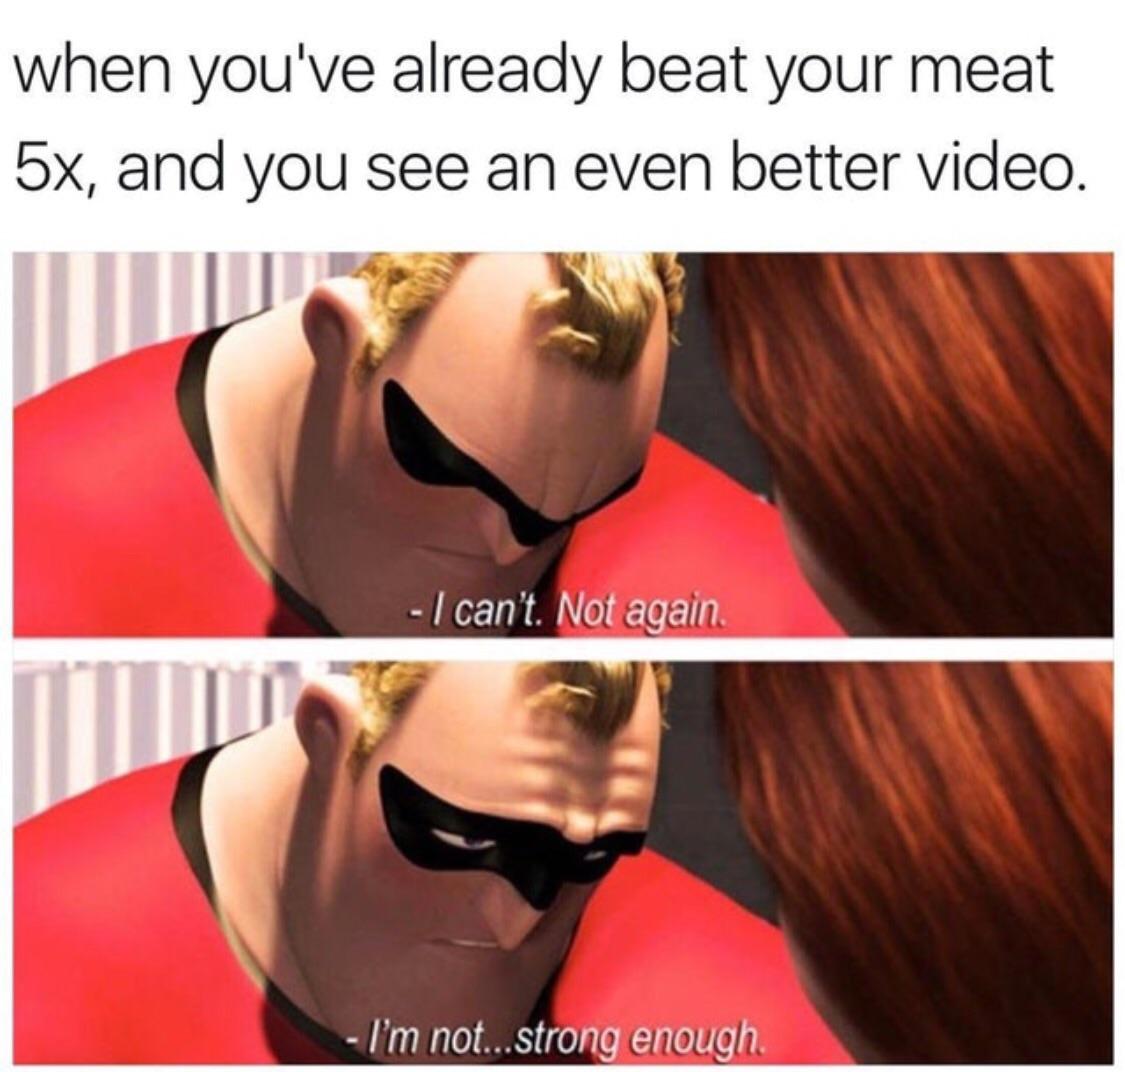 when you've already beat your meat
5x, and you see an even better video.
- I can't. Not again.
- I'm not...strong enough.